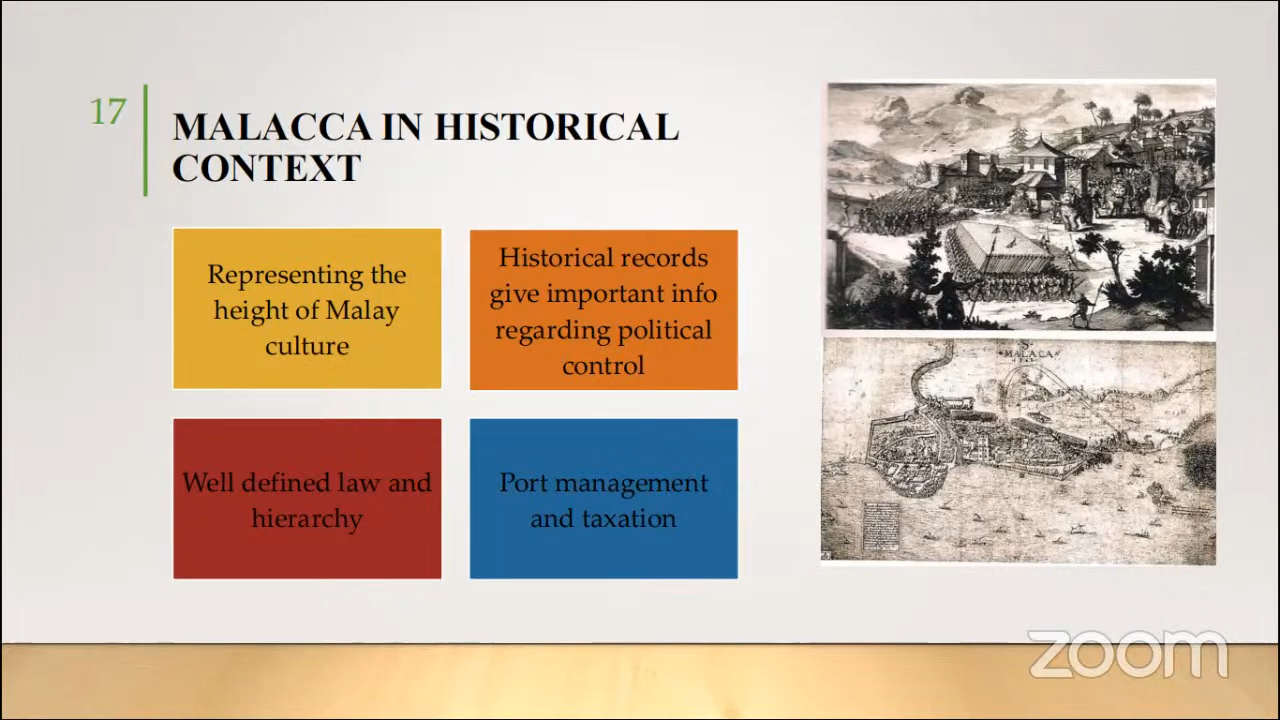 17
MALACCA IN HISTORICAL
CONTEXT
Representing the
height of Malay
culture
Historical records
give important info
regarding political
control
Well defined law and
hierarchy
Port management
and taxation
MALACA
zoom